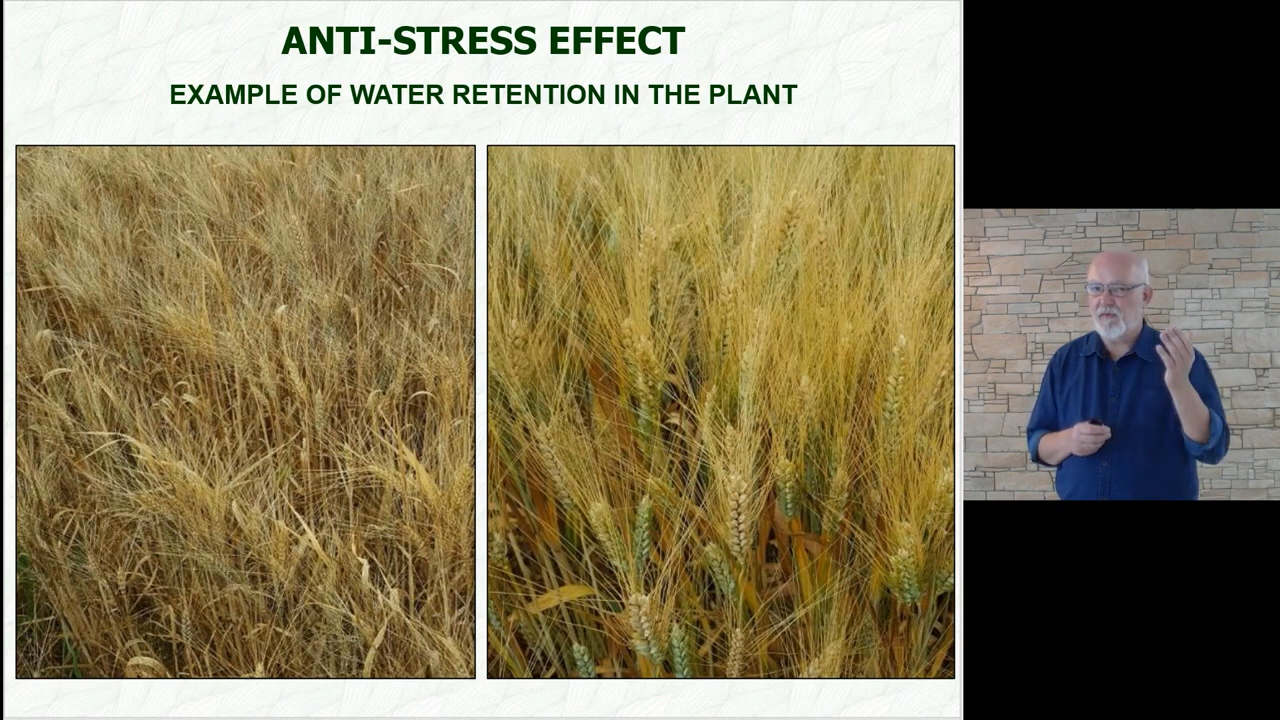 ANTI-STRESS EFFECT
EXAMPLE OF WATER RETENTION IN THE PLANT